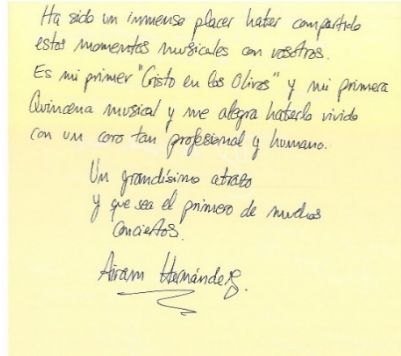 Ha sido un inmenso placer haber compartido
estos momentos musicales con vosotros.
Es mi primer "Cristo en los Olivos" y mi primera
Quincena musical y me alegra haberlo vivido
con un coro tan profesional y humano.
Un grandísimo abrazo
y que sea el primero de muchos
conciertos.
Airam Hernández.